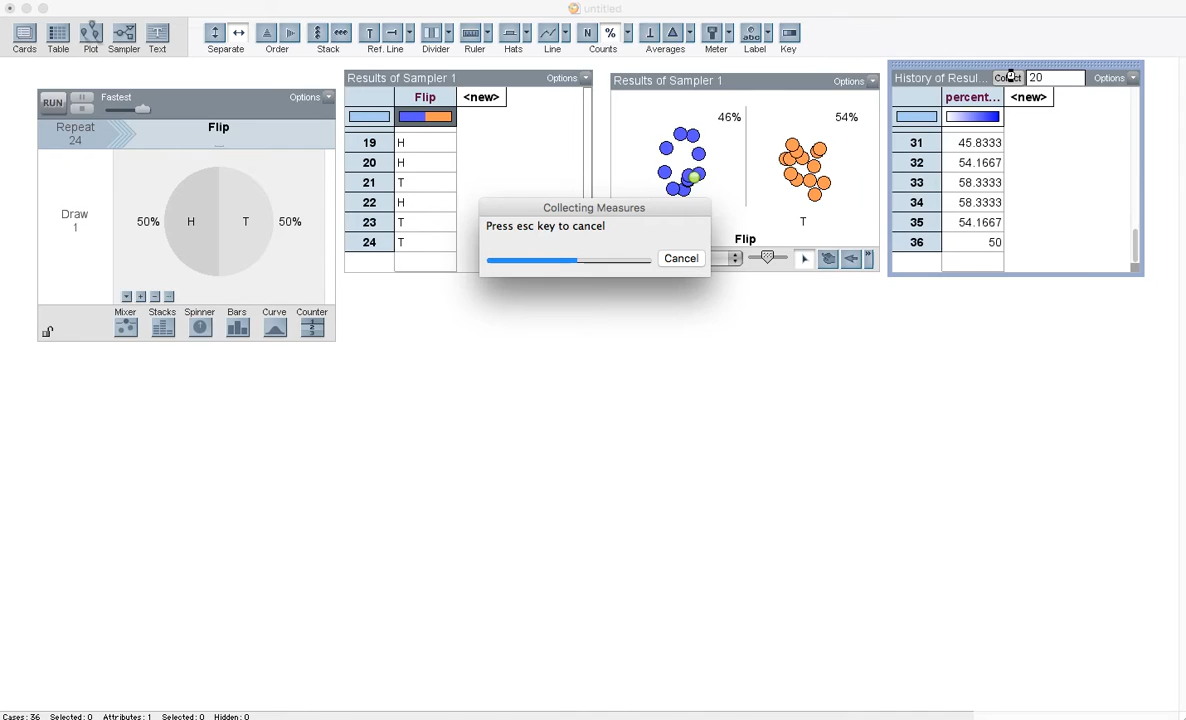 untitled
Cards Table Plot Sampler Text Separate Order Stack Ref. Line Divider Ruler Hats Line Counts Averages Meter Label Key
RUN
Fastest
Options
Repeat
24
Flip
Draw
1
50%
H
T
50%
Mixer Stacks Spinner Bars Curve Counter
Results of Sampler 1
Options
Flip
<new>
19 H
20 H
21 T
22 H
23 T
24 T
Results of Sampler 1
Options
46%
54%
T
Flip
Collecting Measures
Press esc key to cancel
Cancel
History of Resul...
20
Options
percent...
<new>
31 45.8333
32 54.1667
33 58.3333
34 58.3333
35 54.1667
36 50
Cases: 36 Selected: 0 Attributes: 1 Selected: 0 Hidden: 0